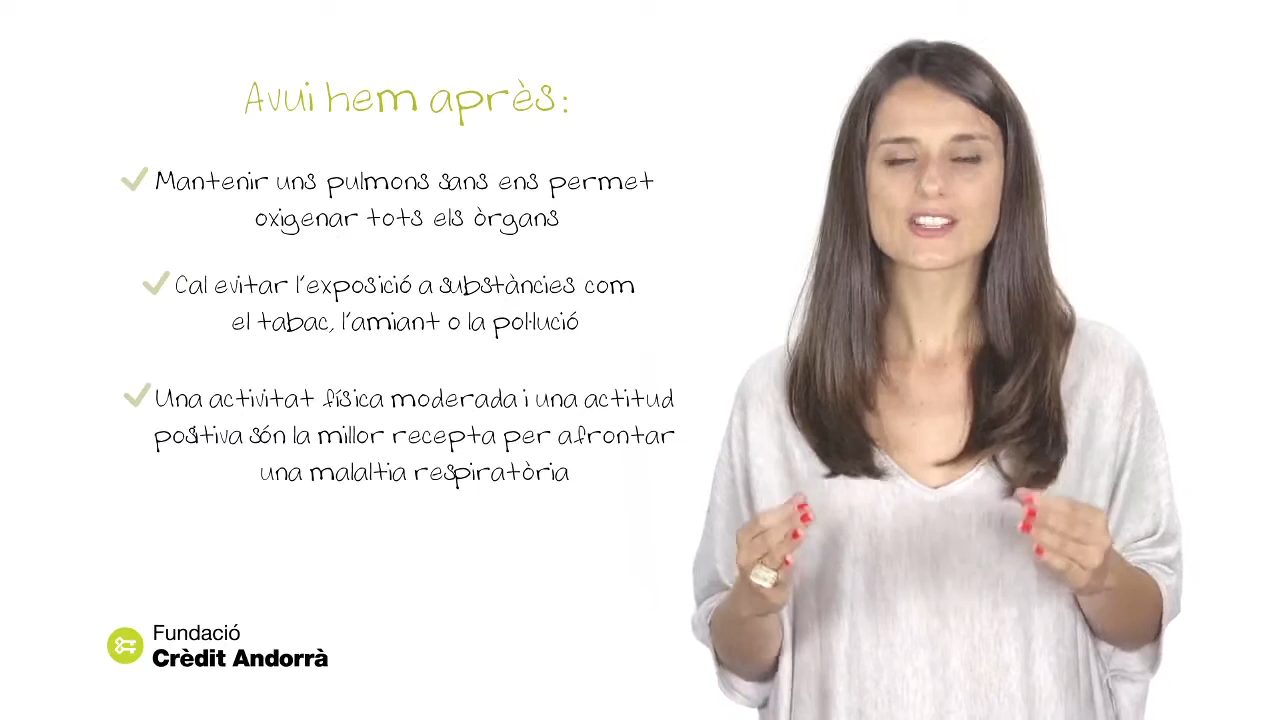 Avui hem après:
Mantenir uns pulmons sans ens permet
oxigenar tots els òrgans
Cal evitar l'exposició a substàncies com
el tabac, l'amiant o la pol·lució
Una activitat física moderada i una actitud
positiva són la millor recepta per afrontar
una malaltia respiratòria
Fundació
Crèdit Andorrà